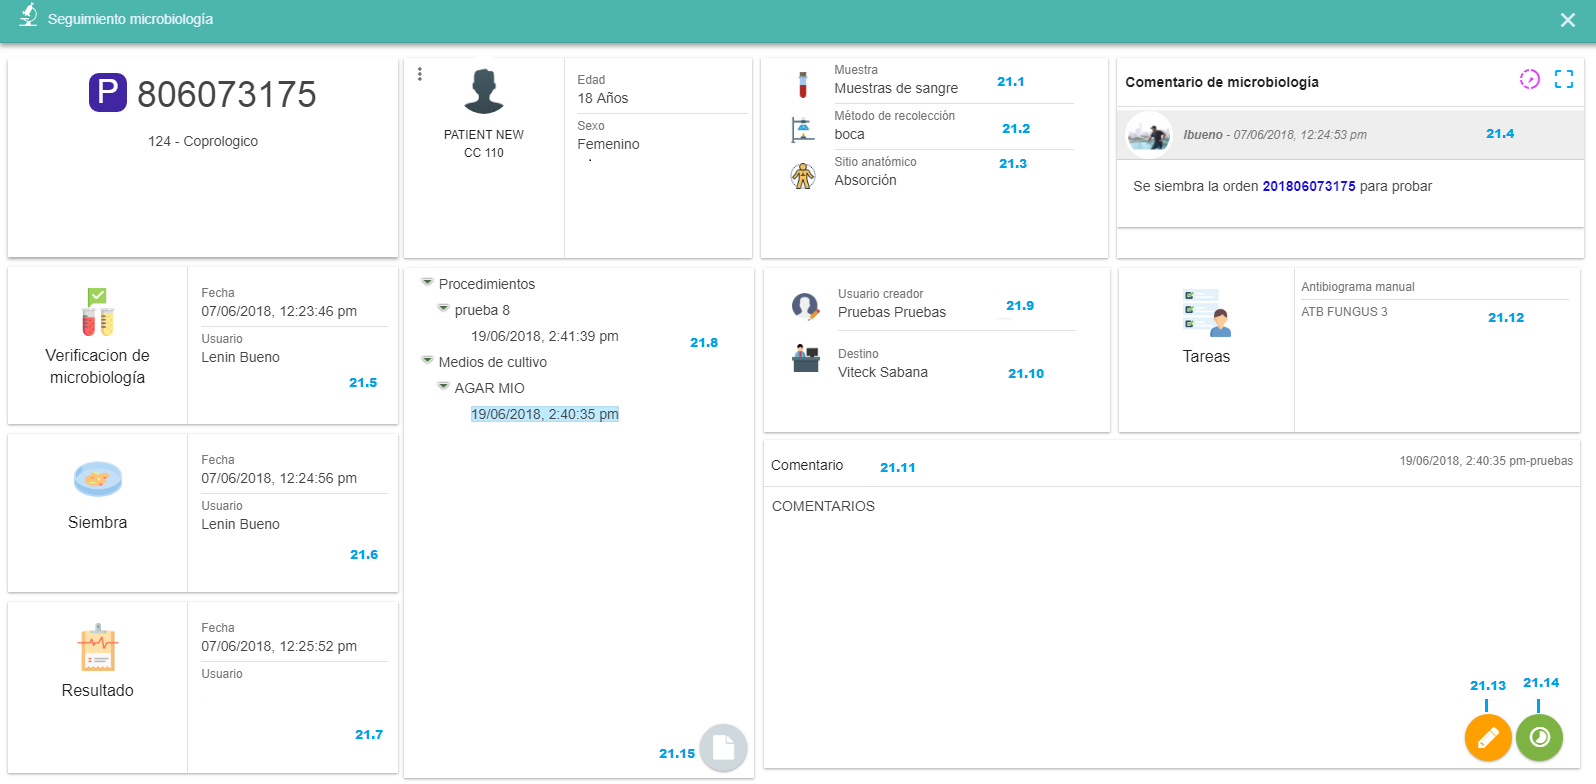 Seguimiento microbiología
P 806073175
124 - Coprologico
PATIENT NEW
CC 110
Edad
18 Años
Sexo
Femenino
Muestra
Muestras de sangre
21.1
Método de recolección
boca
21.2
Sitio anatómico
Absorción
21.3
Comentario de microbiología
lbueno - 07/06/2018, 12:24:53 pm
21.4
Se siembra la orden 201806073175 para probar
Verificacion de
microbiología
Fecha
07/06/2018, 12:23:46 pm
Usuario
Lenin Bueno
21.5
Siembra
Fecha
07/06/2018, 12:24:56 pm
Usuario
Lenin Bueno
21.6
Resultado
Fecha
07/06/2018, 12:25:52 pm
Usuario
21.7
Procedimientos
prueba 8
19/06/2018, 2:41:39 pm
21.8
Medios de cultivo
AGAR MIO
19/06/2018, 2:40:35 pm
21.15
Usuario creador
Pruebas Pruebas
21.9
Destino
Viteck Sabana
21.10
Tareas
Antibiograma manual
ATB FUNGUS 3
21.12
Comentario
21.11
19/06/2018, 2:40:35 pm-pruebas
COMENTARIOS
21.13
21.14